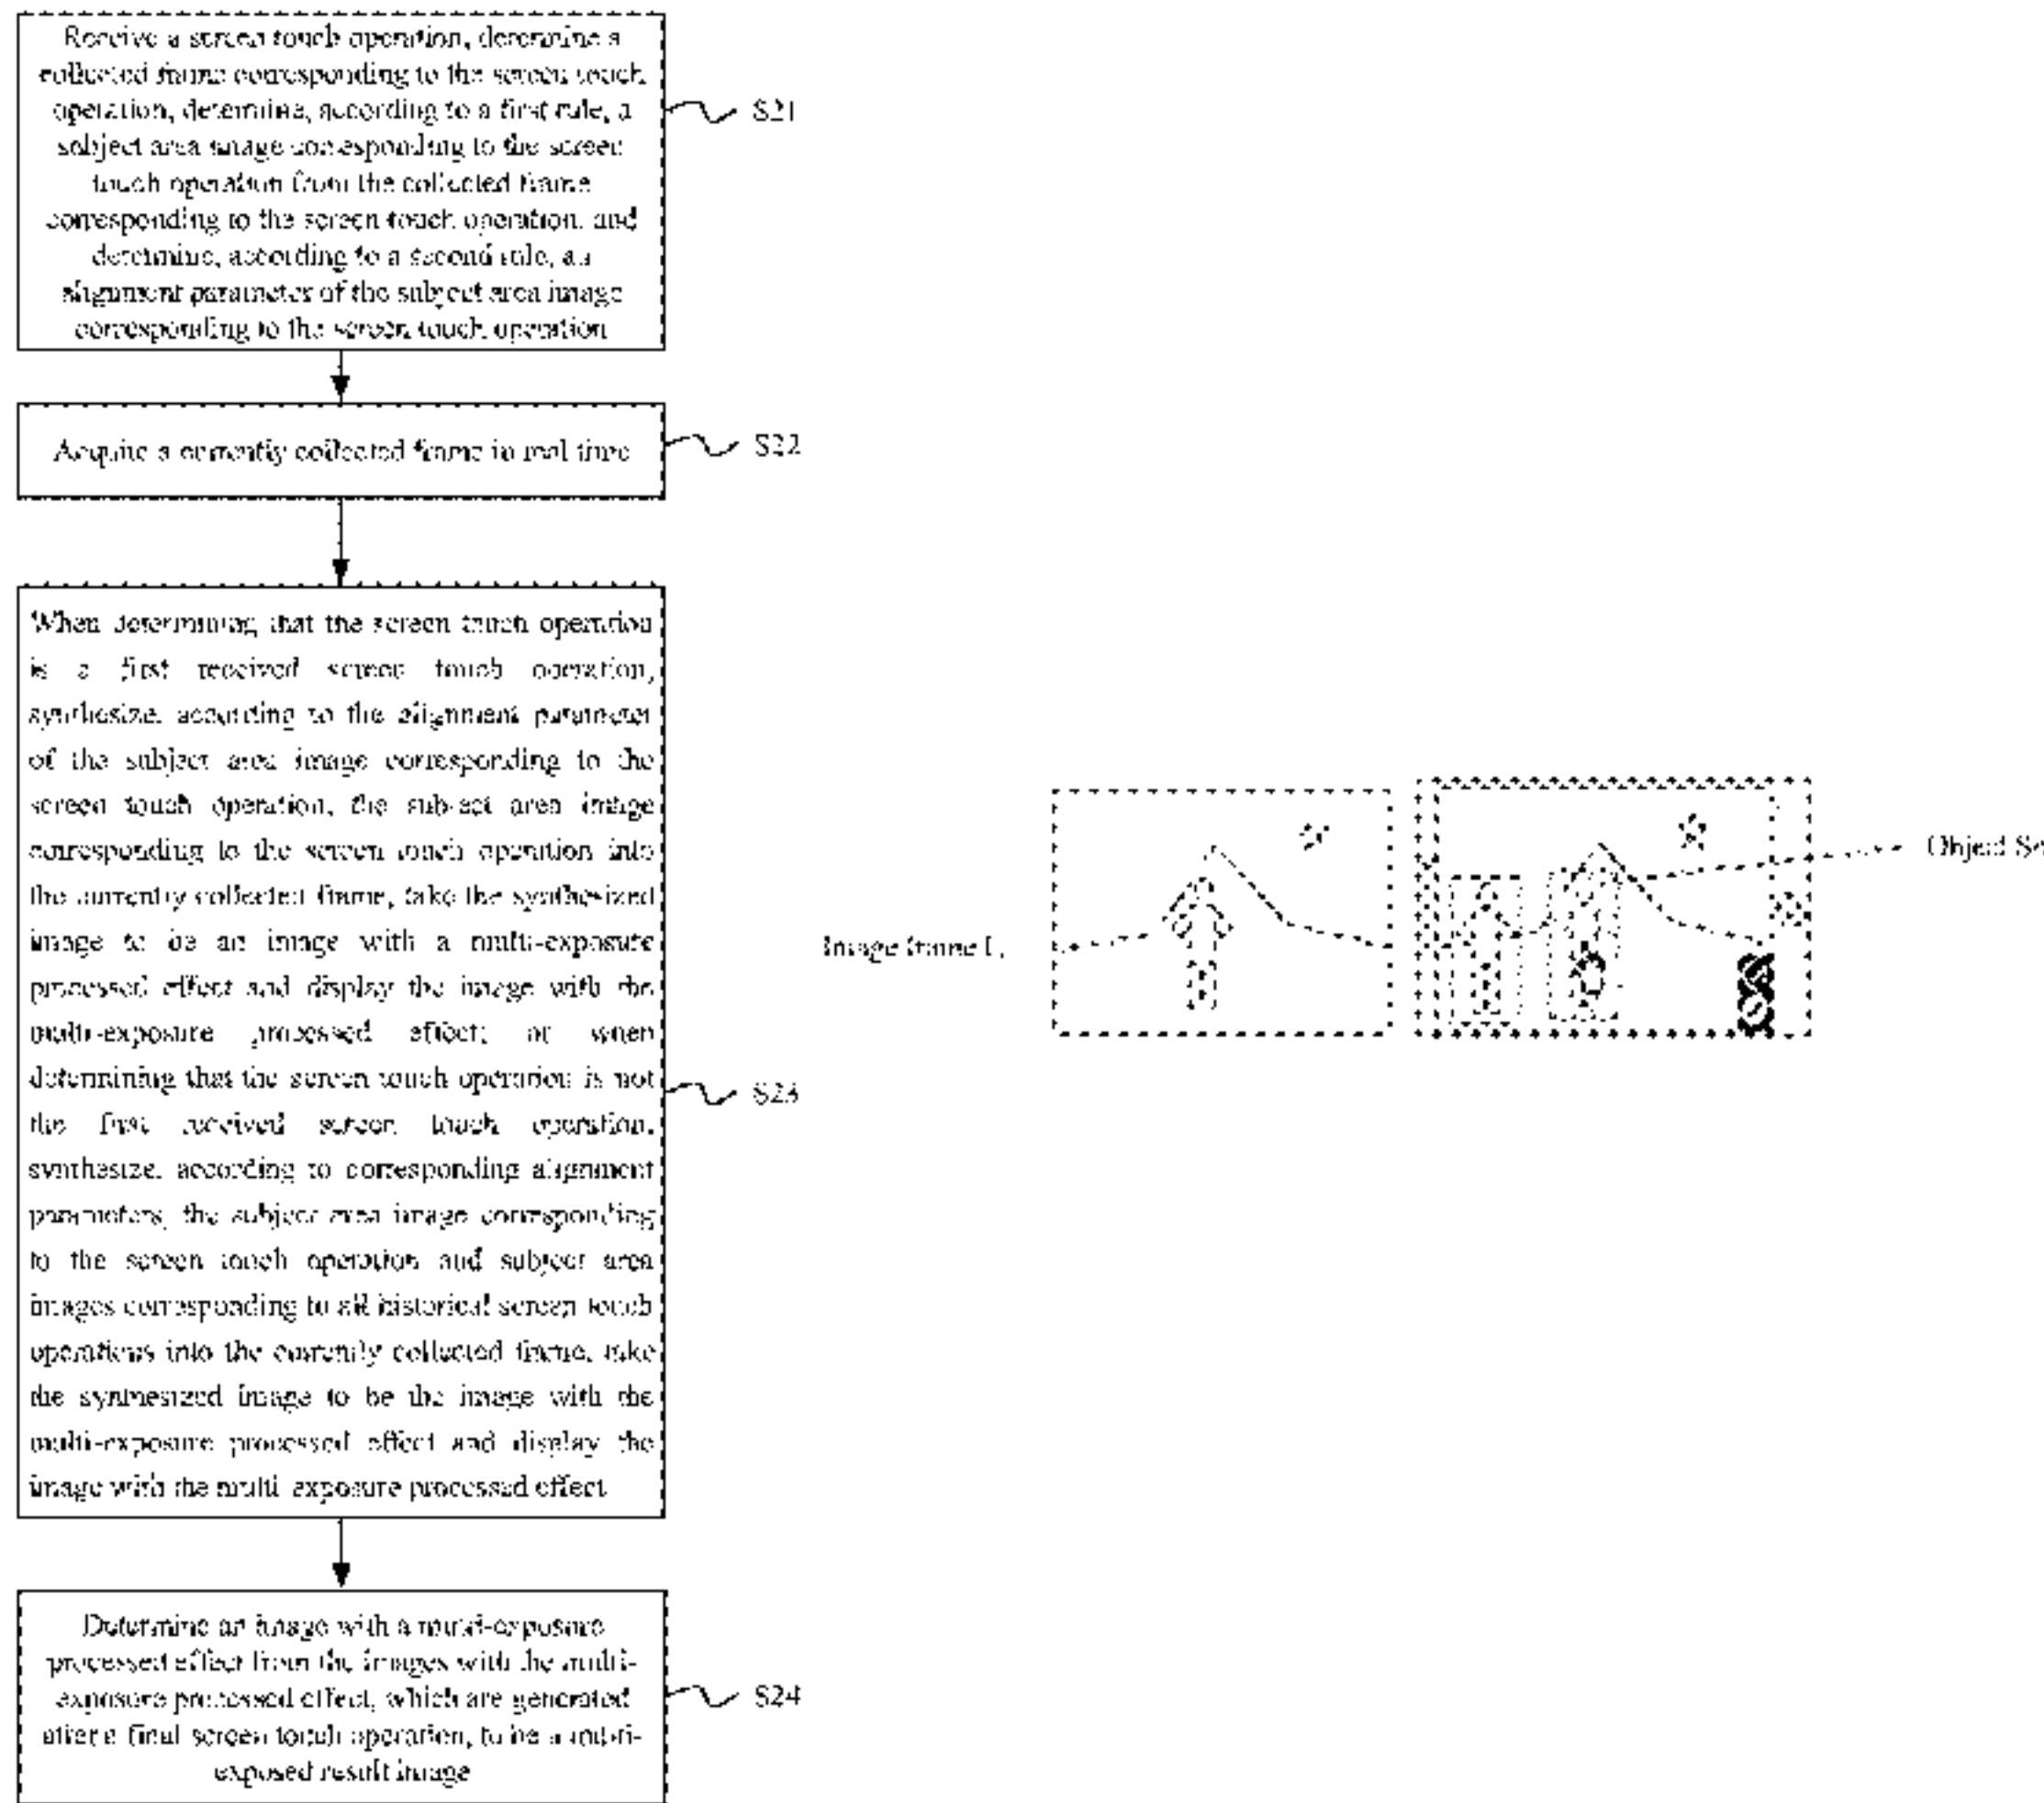 Receive a screen touch operation, determine a
collected frame corresponding to the screen touch
operation, determine, according to a first rule, a
subject area image corresponding to the screen
touch operation from the collected frame
corresponding to the screen touch operation, and
determine, according to a second rule, an
alignment parameter of the subject area image
corresponding to the screen touch operation
S21
Acquire a currently collected frame in real time
S22
When determining that the screen touch operation
is a first received screen touch operation,
synthesize, according to the alignment parameter
of the subject area image corresponding to the
screen touch operation, the subject area image
corresponding to the screen touch operation into
the currently collected frame, take the synthesized
image to be an image with a multi-exposure
processed effect and display the image with the
multi-exposure processed effect; or when
determining that the screen touch operation is not
the first received screen touch operation,
synthesize, according to corresponding alignment
parameters, the subject area image corresponding
to the screen touch operation and subject area
images corresponding to all historical screen touch
operations into the currently collected frame, take
the synthesized image to be the image with the
multi-exposure processed effect and display the
image with the multi-exposure processed effect
S23
Determine an image with a multi-exposure
processed effect from the images with the multi-
exposure processed effect, which are generated
after a final screen touch operation, to be a multi-
exposed result image
S24
Image frame
Object